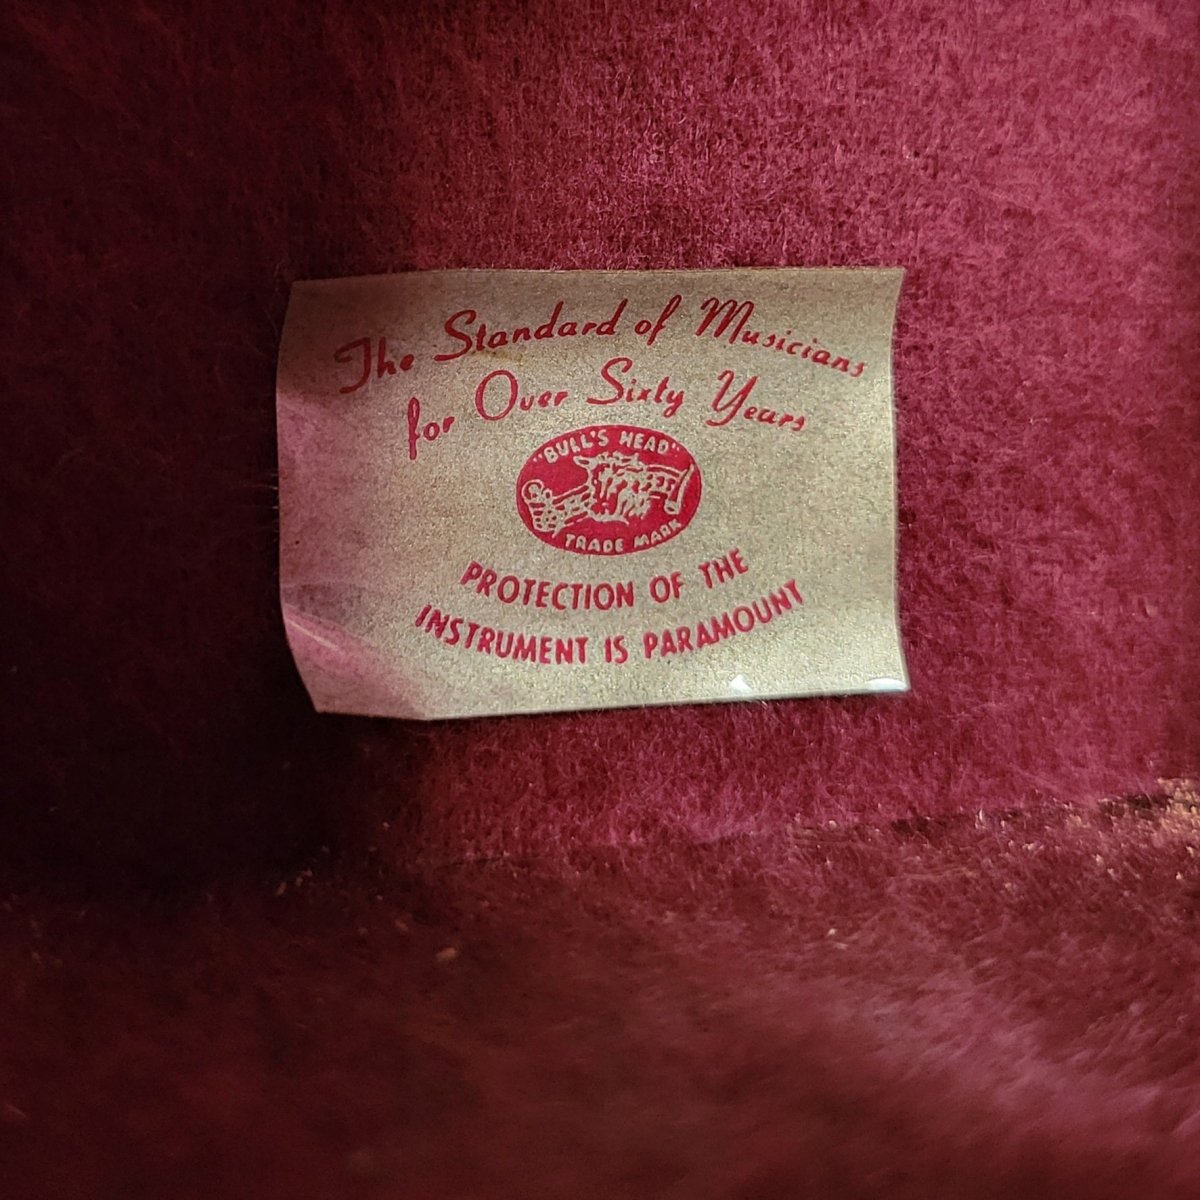 The Standard of Musicians
for Over Sixty Years
"BULL'S HEAD"
TRADE MARK
PROTECTION OF THE
INSTRUMENT IS PARAMOUNT